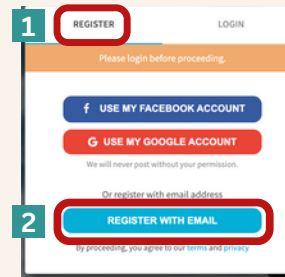 1 REGISTER LOGIN
Please login before proceeding.
f USE MY FACEBOOK ACCOUNT
G USE MY GOOGLE ACCOUNT
We will never post without your permission.
Or register with email address
2 REGISTER WITH EMAIL
By proceeding, you agree to our terms and privacy